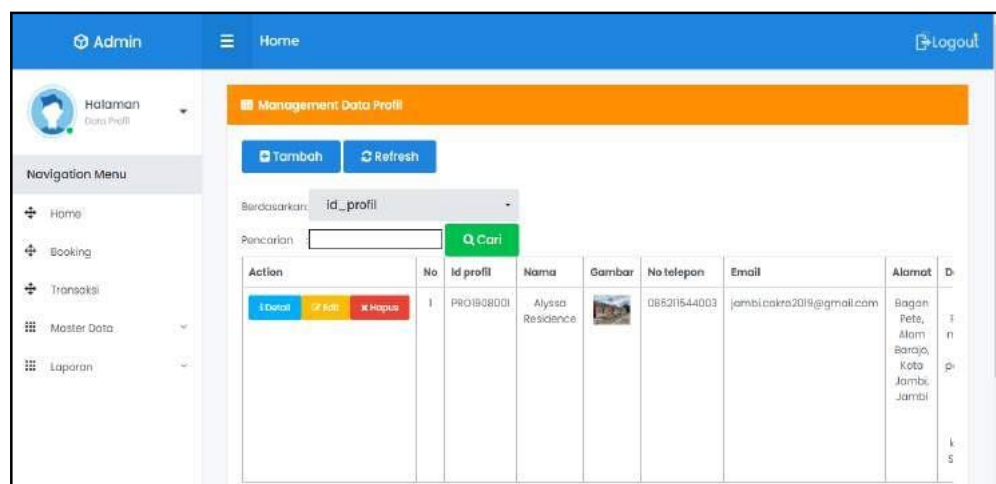 Admin
Home
Logout
Halaman
Data Profil
Navigation Menu
Home
Booking
Transaksi
Master Data
Laporan
Management Data Profil
Tambah
Refresh
Berdasarkan:
id_profil
Pencarian :
Cari
Action
No
Id profil
Nama
Gambar
No telepon
Email
Alamat
Detail
Edit
Hapus
1
PRO1908001
Alyssa
Residence
085211544003
jambi.cakra2019@gmail.com
Bagan
Pete,
Alam
Barajo,
Kota
Jambi,
Jambi